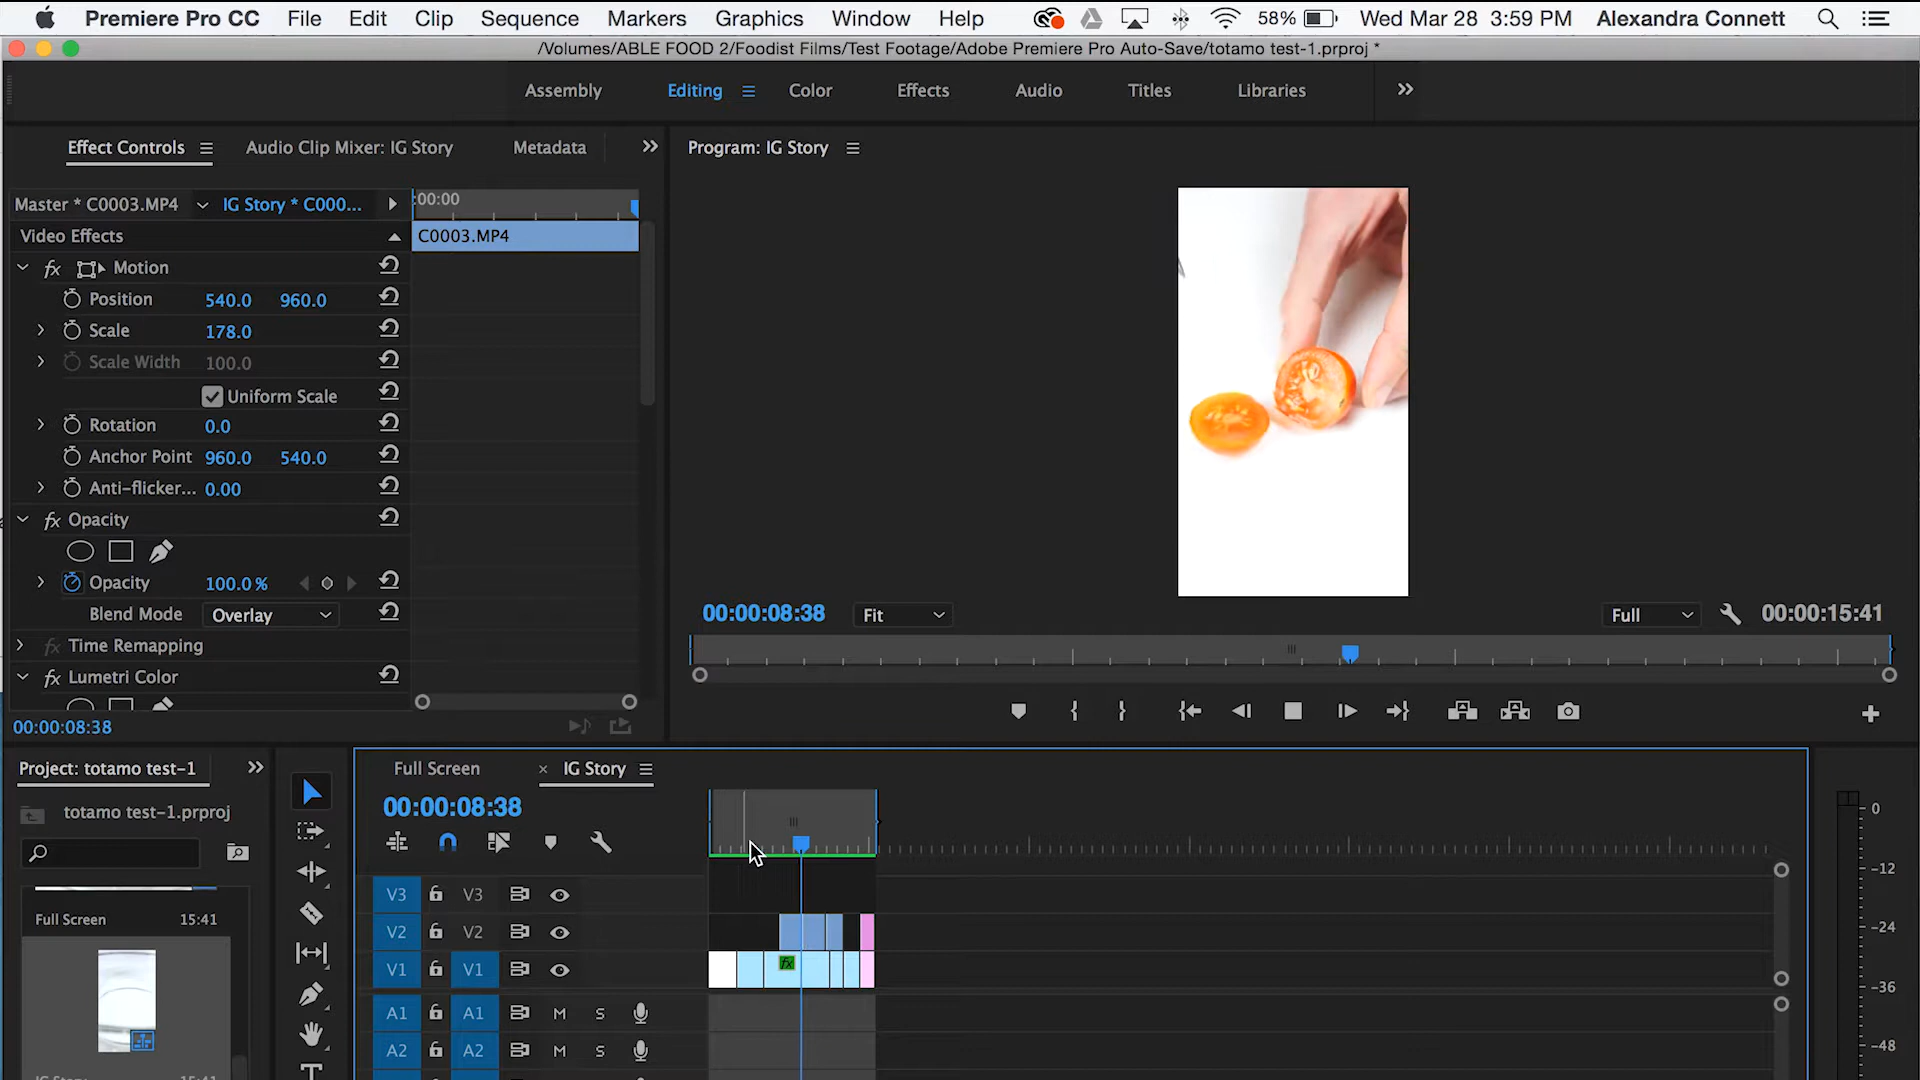 Premiere Pro CC File Edit Clip Sequence Markers Graphics Window Help 58% Wed Mar 28 3:59 PM Alexandra Connett
/Volumes/ABLE FOOD 2/Foodist Films/Test Footage/Adobe Premiere Pro Auto-Save/totamo test-1.prproj *
Assembly Editing Color Effects Audio Titles Libraries
Effect Controls Audio Clip Mixer: IG Story Metadata
Program: IG Story
Master * C0003.MP4 IG Story * C000...
:00:00
Video Effects
C0003.MP4
fx Motion
Position 540.0 960.0
Scale 178.0
Scale Width 100.0
Uniform Scale
Rotation 0.0
Anchor Point 960.0 540.0
Anti-flicker... 0.00
fx Opacity
Opacity 100.0 %
Blend Mode Overlay
fx Time Remapping
fx Lumetri Color
00:00:08:38
00:00:08:38 Fit Full 00:00:15:41
Project: totamo test-1
totamo test-1.prproj
Full Screen 15:41
Full Screen IG Story
00:00:08:38
V3 V3
V2 V2
V1 V1
fx
A1 A1 M S
A2 A2 M S
0
-12
-24
-36
-48